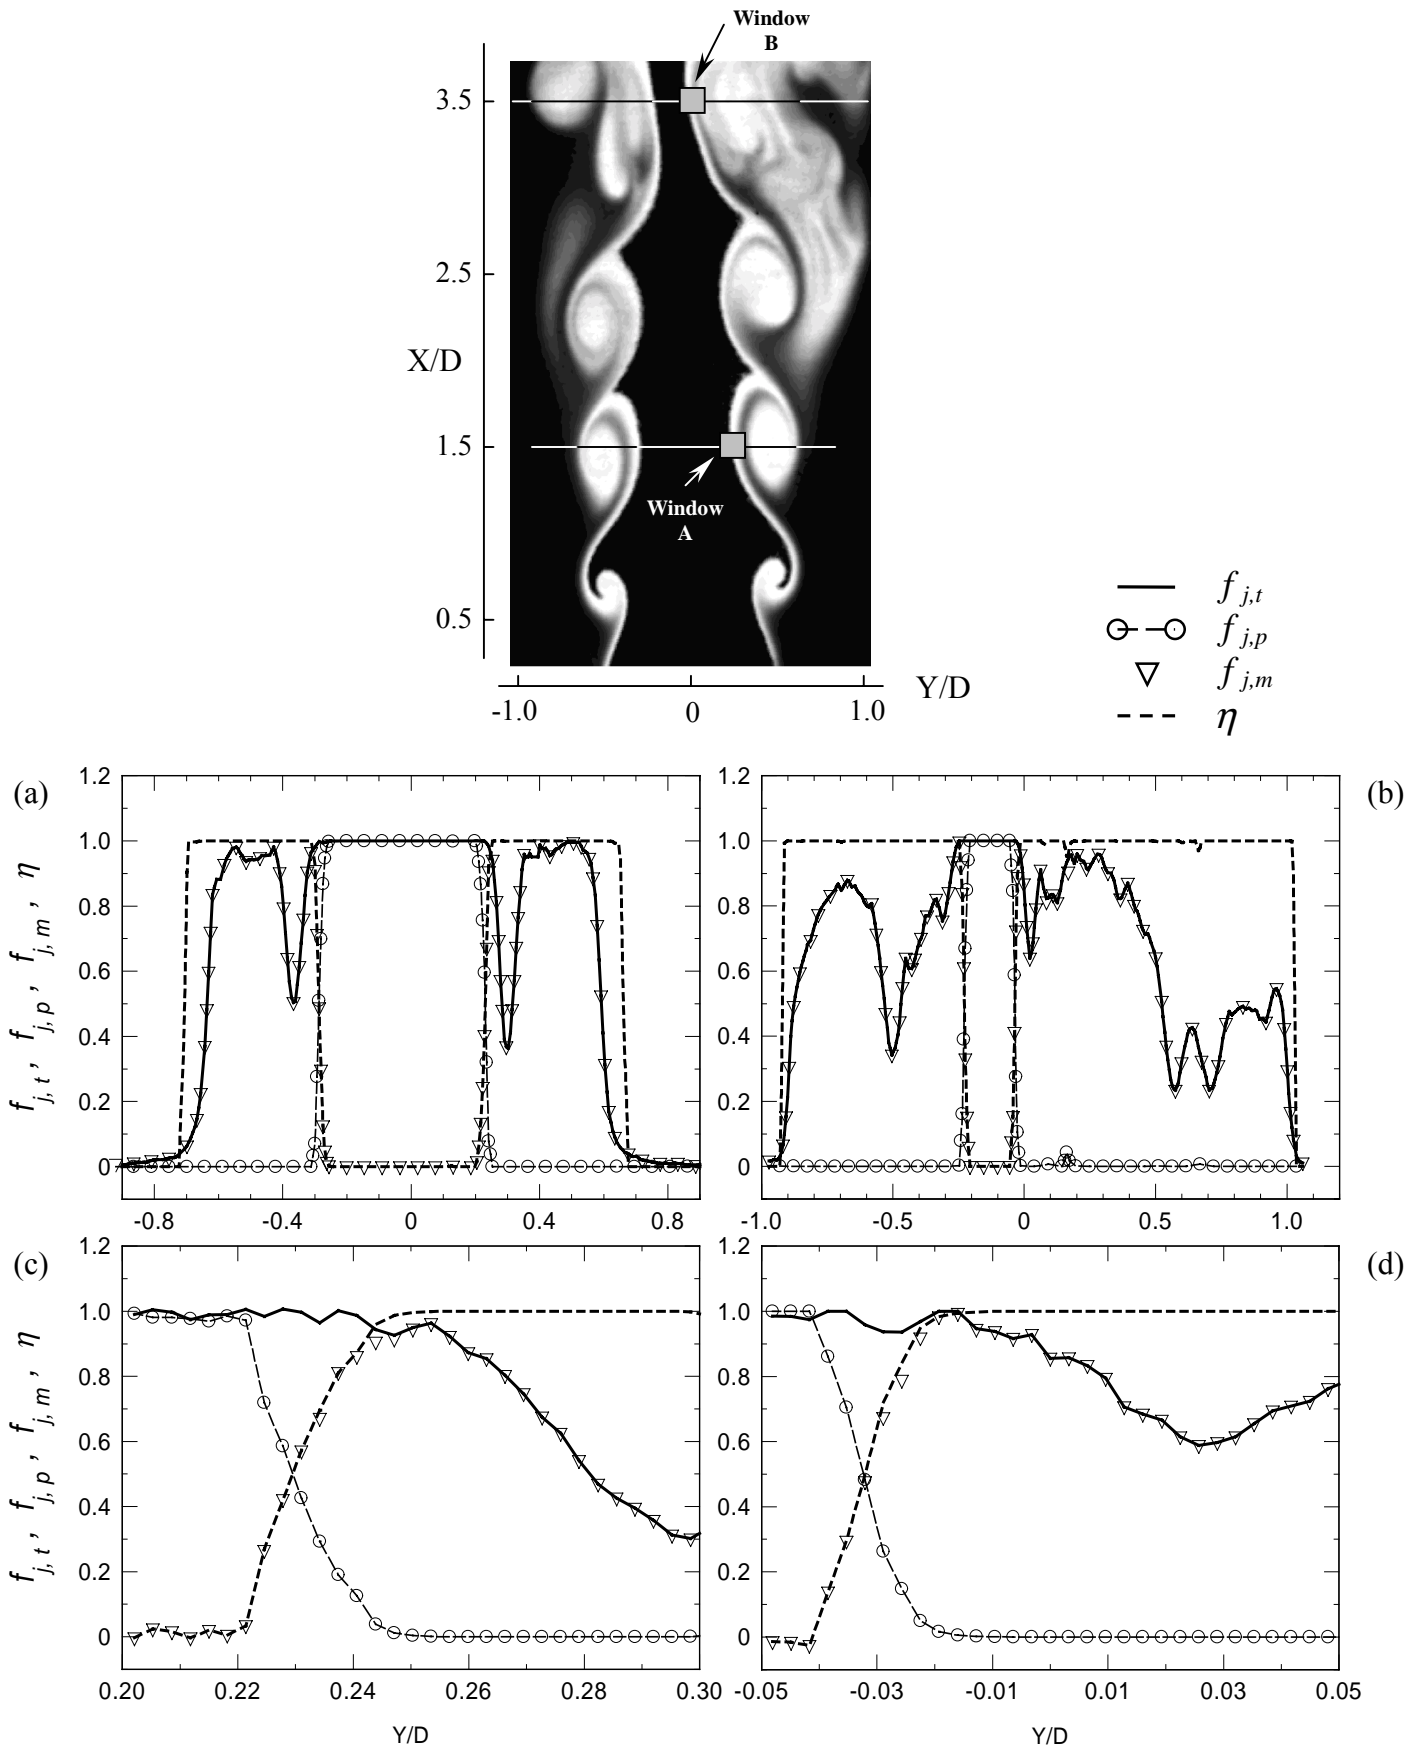 Window
B
3.5
2.5
X/D
1.5
Window
A
0.5
-1.0 0 1.0
Y/D
f j,t
f j,p
f j,m
η
(a)
1.2
1.0
0.8
0.6
0.4
0.2
0
-0.8 -0.4 0 0.4 0.8
f j,t , f j,p , f j,m , η
(b)
1.2
1.0
0.8
0.6
0.4
0.2
0
-1.0 -0.5 0 0.5 1.0
(c)
1.2
1.0
0.8
0.6
0.4
0.2
0
0.20 0.22 0.24 0.26 0.28 0.30
Y/D
f j,t , f j,p , f j,m , η
(d)
1.2
1.0
0.8
0.6
0.4
0.2
0
-0.05 -0.03 -0.01 0.01 0.03 0.05
Y/D